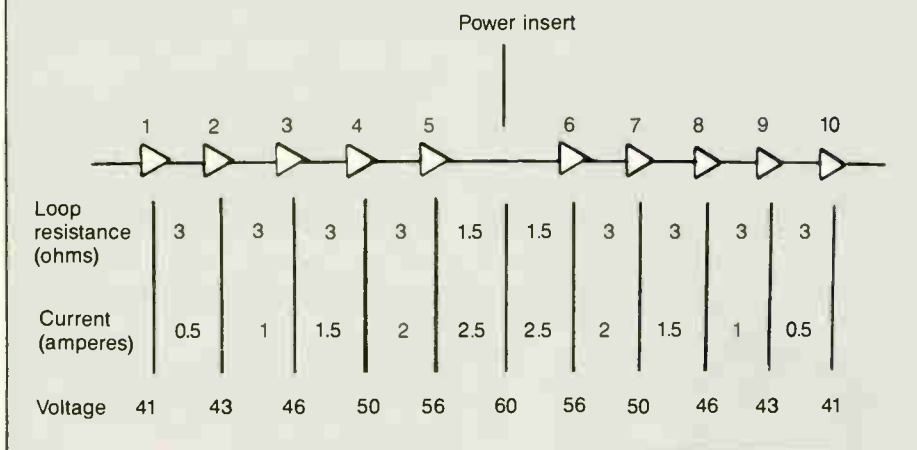 Power insert
1 2 3 4 5 6 7 8 9 10
Loop
resistance
(ohms)
3 3 3 3 1.5 1.5 3 3 3 3
Current
(amperes)
0.5 1 1.5 2 2.5 2.5 2 1.5 1 0.5
Voltage 41 43 46 50 56 60 56 50 46 43 41